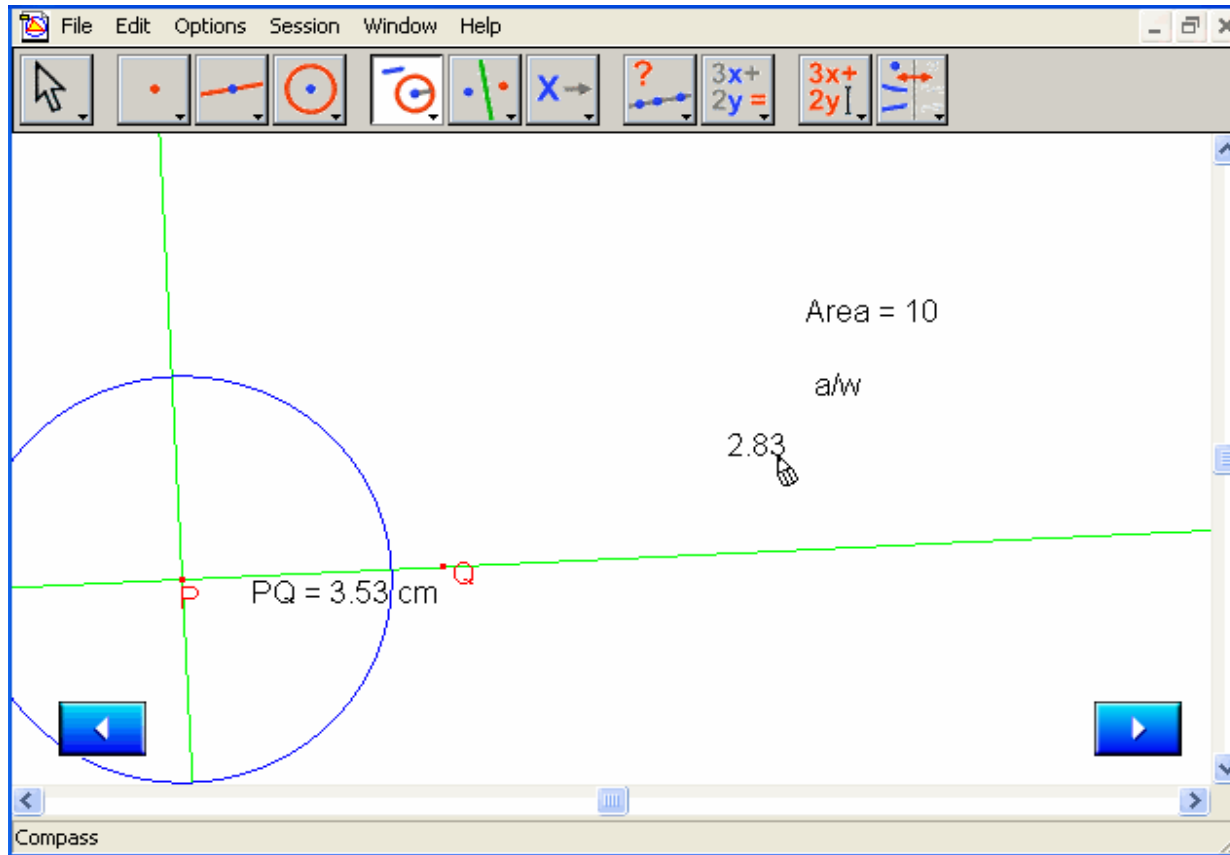 File Edit Options Session Window Help
X
?
3x+
2y =
3x+
2y
Area = 10
a/w
2.83
Q
P
PQ = 3.53 cm
Compass